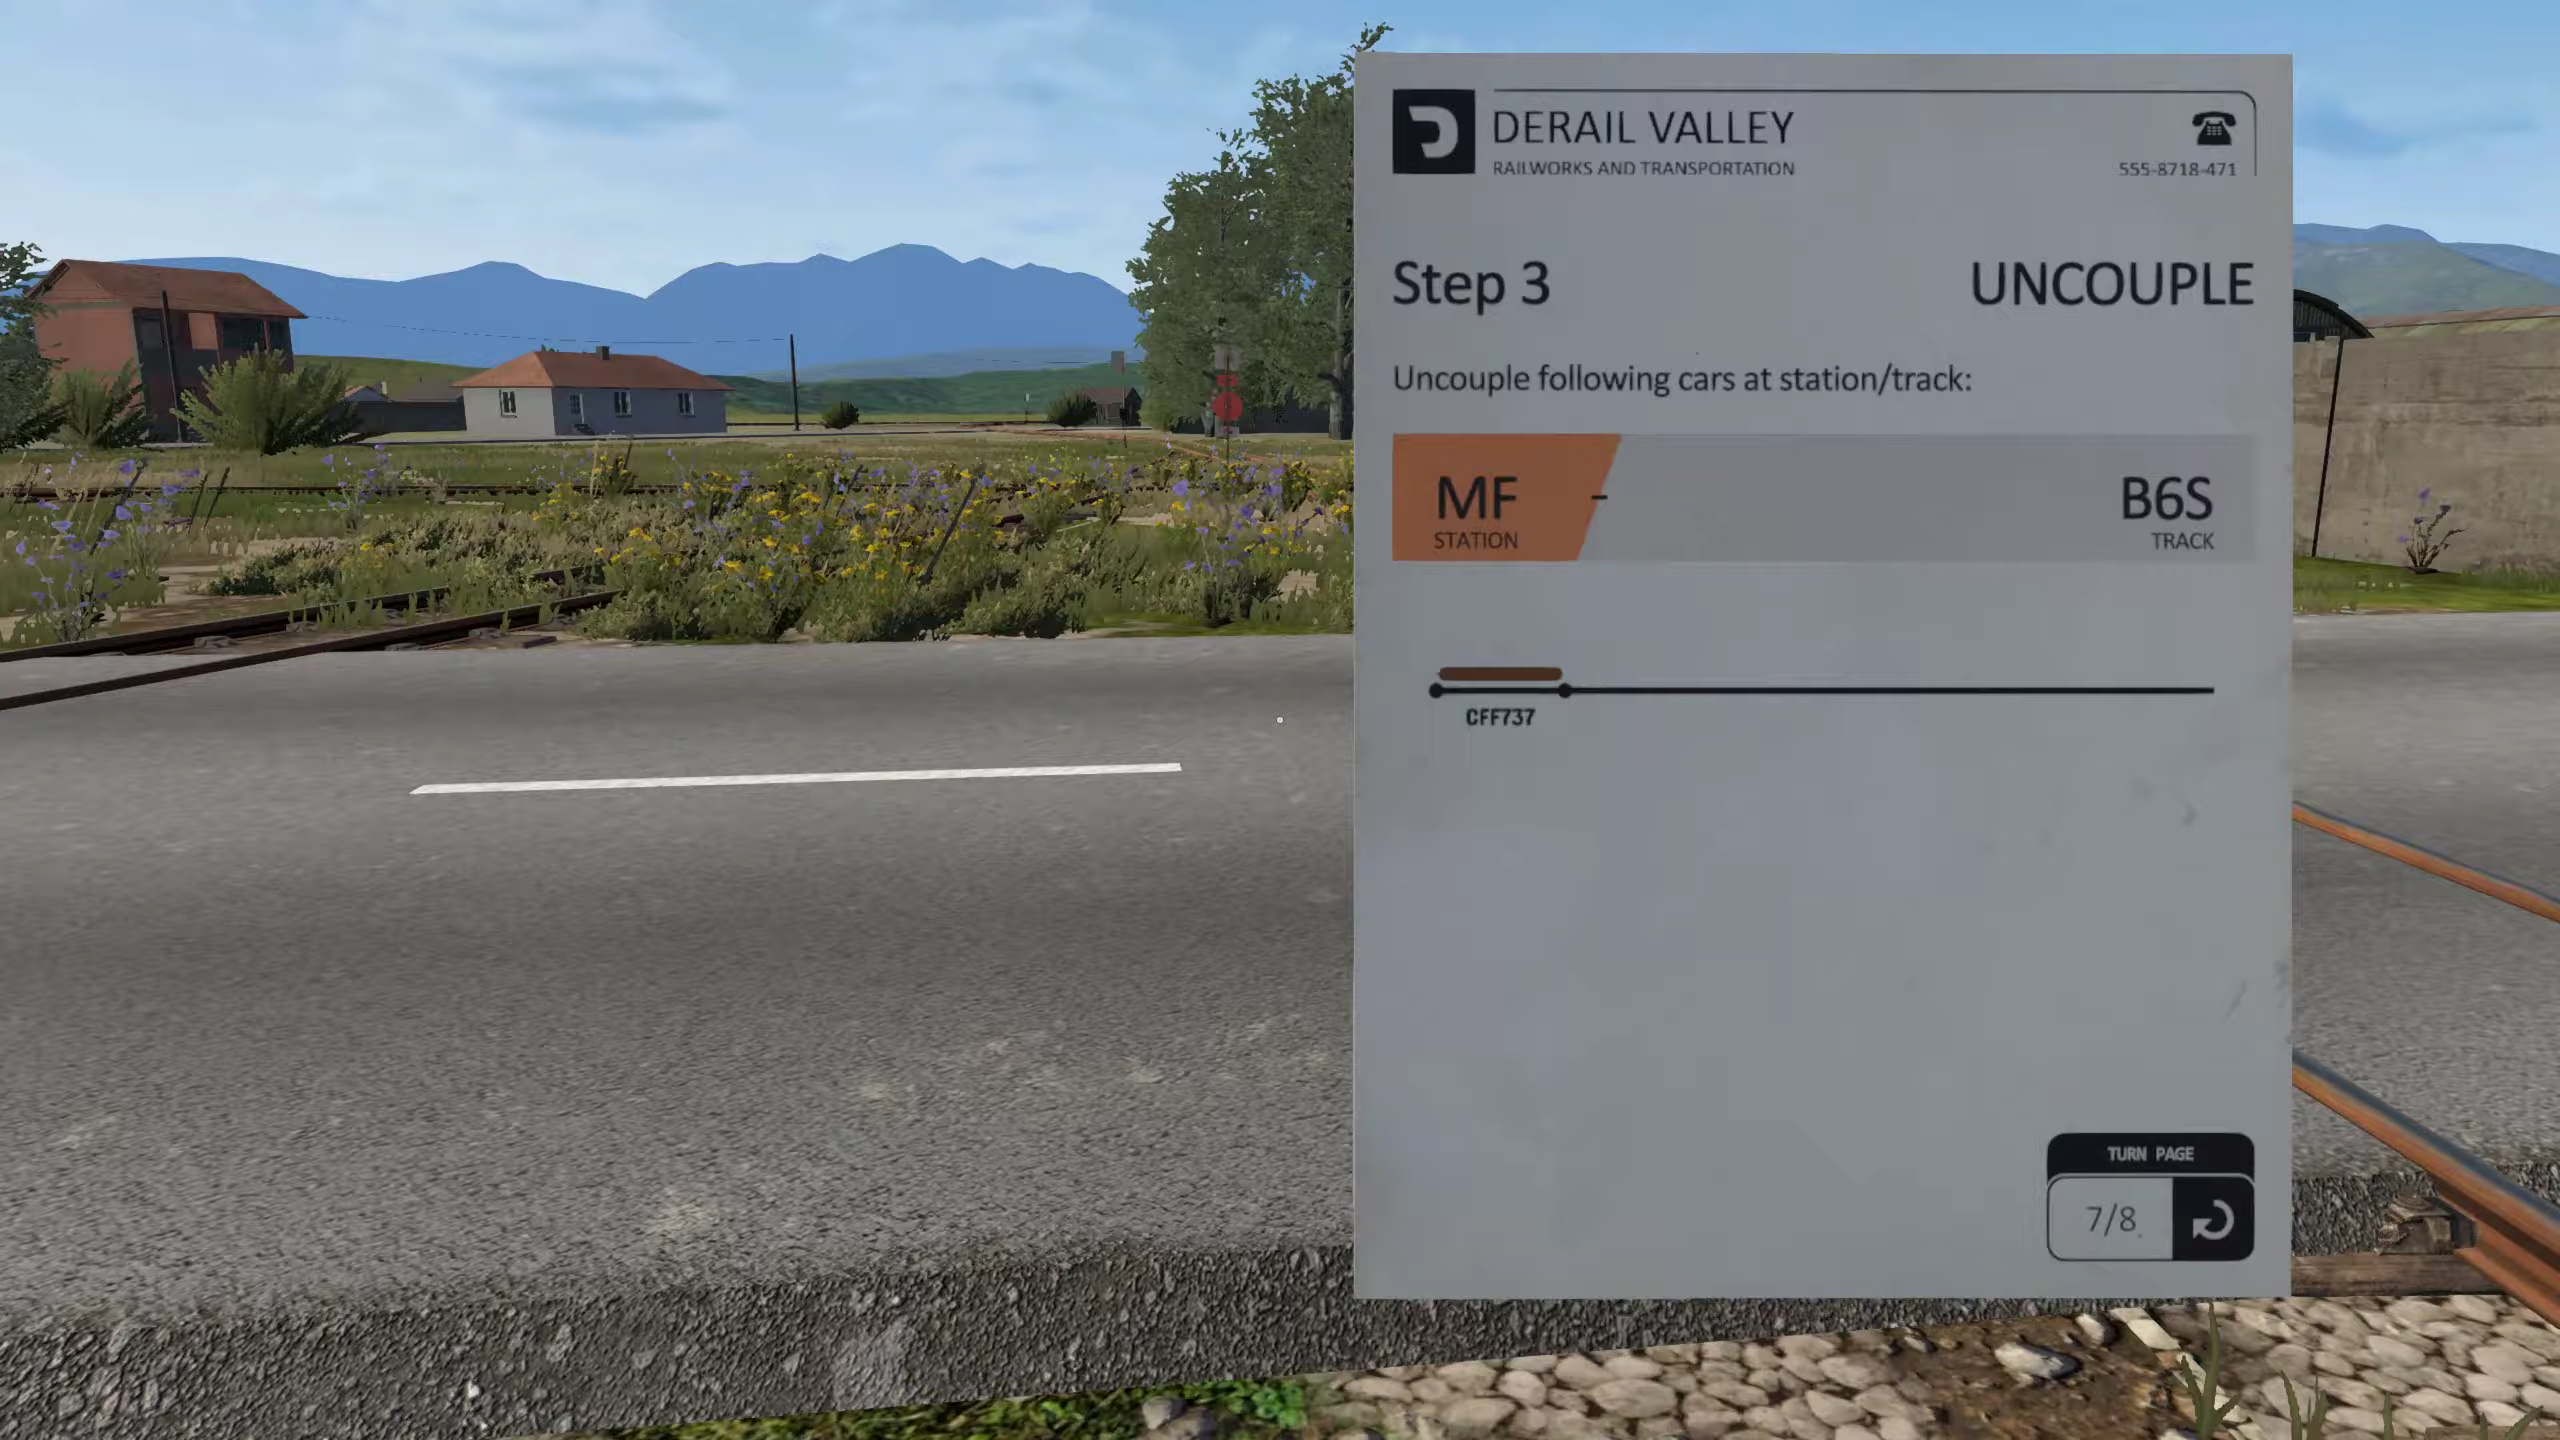 DERAIL VALLEY
RAILWORKS AND TRANSPORTATION
555-8718-471
Step 3
UNCOUPLE
Uncouple following cars at station/track:
MF
STATION
-
B6S
TRACK
CFF737
TURN PAGE
7/8